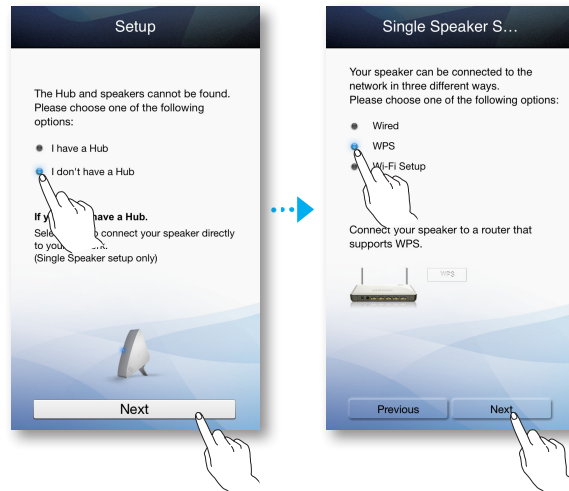 Setup
The Hub and speakers cannot be found.
Please choose one of the following
options:
I have a Hub
I don't have a Hub
have a Hub.
connect your speaker directly
to
(Single Speaker setup only)
Next
Single Speaker S...
Your speaker can be connected to the
network in three different ways.
Please choose one of the following options:
Wired
WPS
Wi-Fi Setup
Connect your speaker to a router that
supports WPS.
WPS
Previous
Next